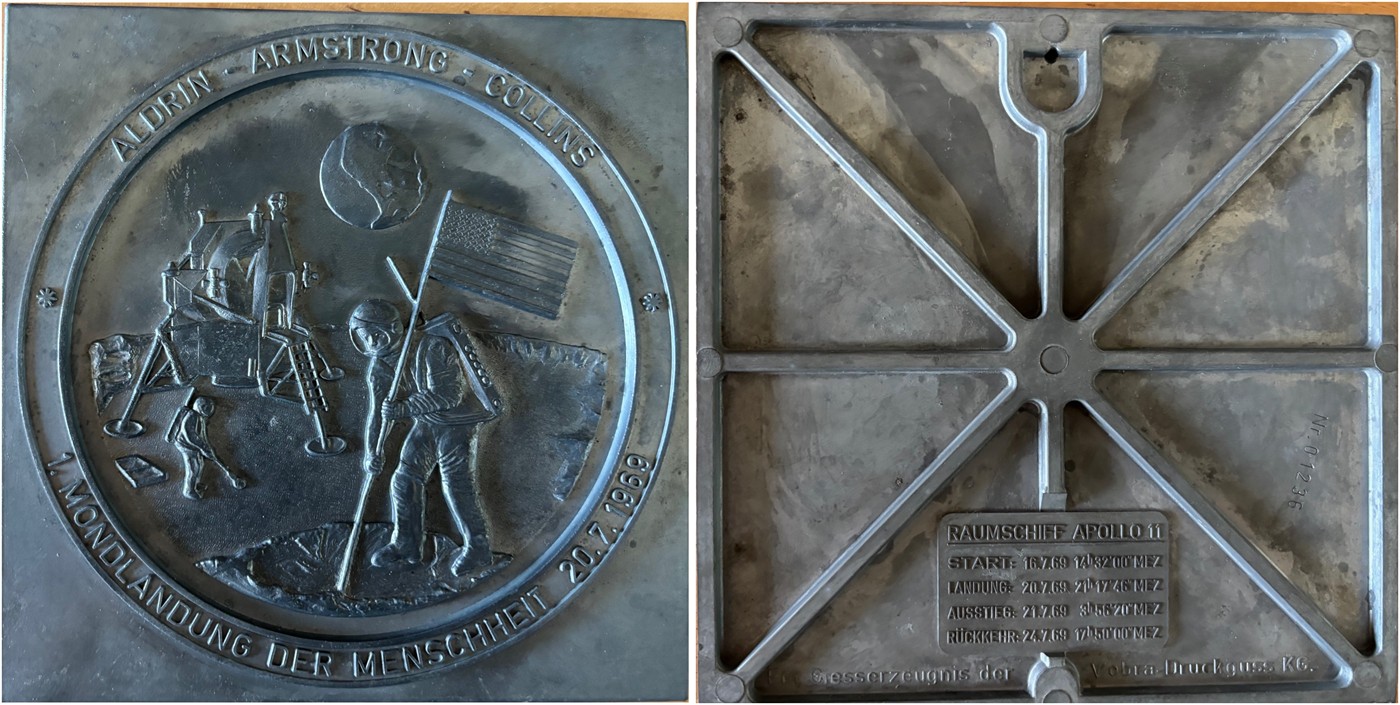 ALDRIN - ARMSTRONG - COLLINS
1. MONDLANDUNG DER MENSCHHEIT 20.7.1969
Nr. 01236
RAUMSCHIFF APOLLO 11
START: 16.7.69 14h32'00" MEZ
LANDUNG: 20.7.69 21h17'46" MEZ
AUSSTIEG: 21.7.69 3h56'20" MEZ
RÜCKKEHR: 24.7.69 17h50'00" MEZ
Giesserzeugnis der Vebra-Druckguss KG.